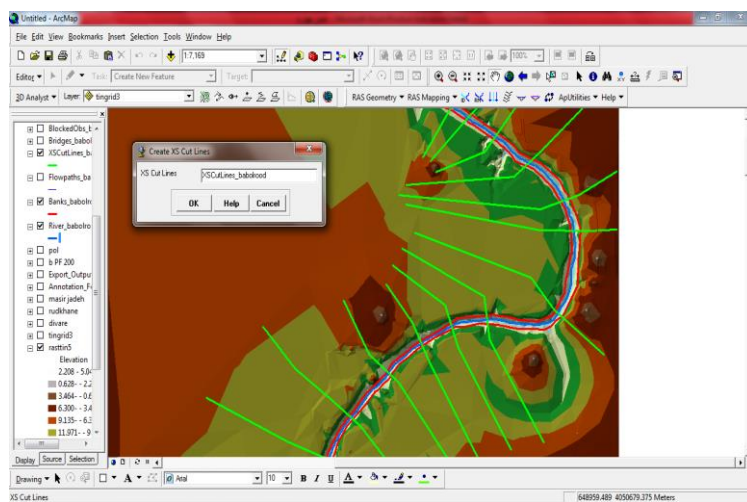 Untitled - ArcMap
File Edit View Bookmarks Insert Selection Tools Window Help
1:7,169
100%
Editor Task: Create New Feature Target:
3D Analyst Layer: tingrid3 RAS Geometry RAS Mapping ApUtilities Help
BlockedObs_b
Bridges_babol
XSCutLines_b
Flowpaths_ba
Banks_babolro
River_babolro
pol
b PF 200
Export_Outpu
Annotation_F
masir jadeh
rudkhane
divare
tingrid3
rasttin5
Elevation
2.208 - 5.04
0.628- - 2.2
3.464 - 0.6
6.300- - 3.4
9.135- - 6.3
11.971- - 9
Create XS Cut Lines
XS Cut Lines XSCutLines_babolrood
OK Help Cancel
Display Source Selection
Drawing A Arial 10 B I U A
XS Cut Lines 648959.489 4050679.375 Meters